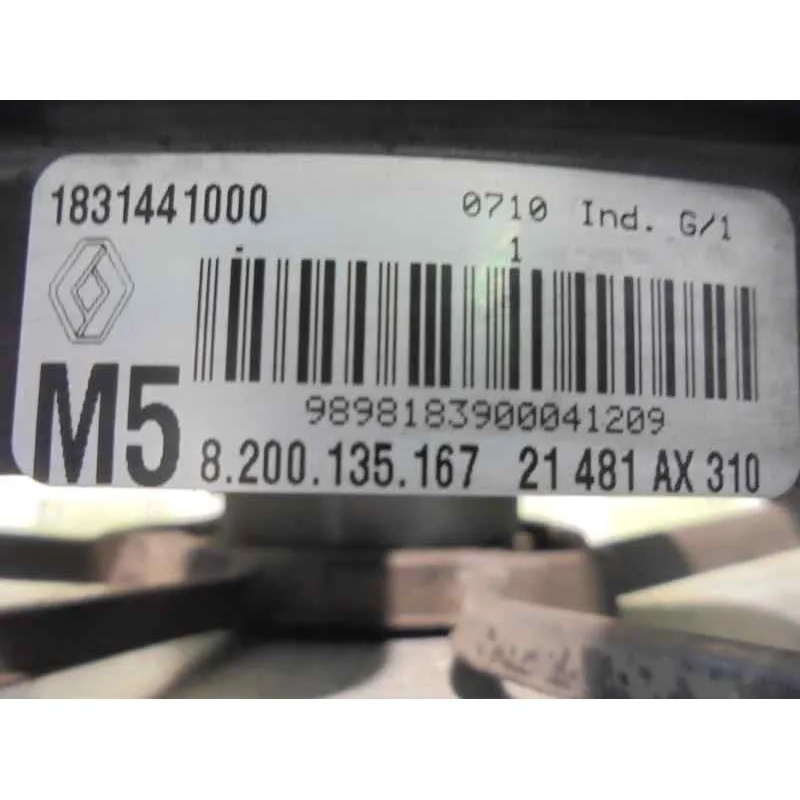 1831441000 0710 Ind. G/1
1
9898183900041209
M5 8.200.135.167 21 481 AX 310